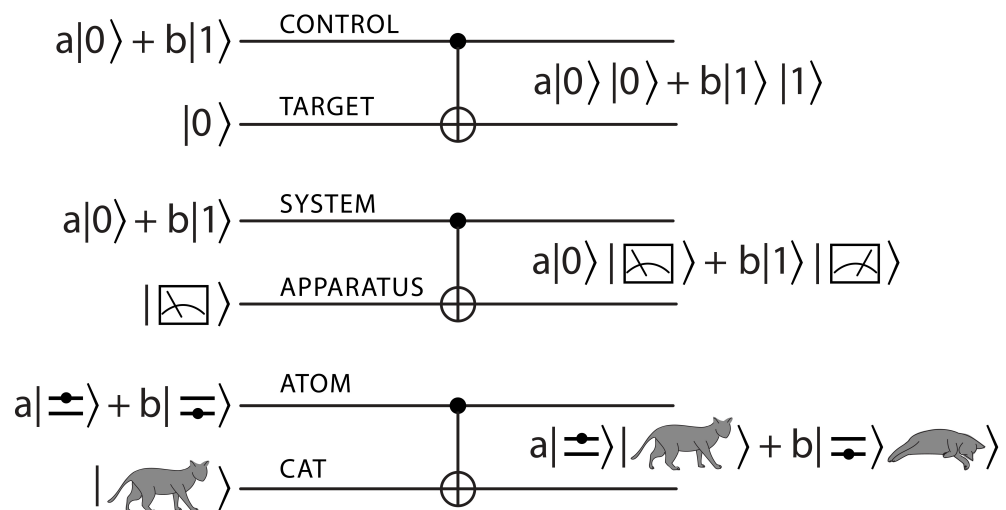 CONTROL
a|0⟩ + b|1⟩
a|0⟩ |0⟩ + b|1⟩ |1⟩
TARGET
|0⟩
SYSTEM
a|0⟩ + b|1⟩
a|0⟩ | ⟩ + b|1⟩ | ⟩
APPARATUS
| ⟩
ATOM
a| ⟩ + b| ⟩
a| ⟩| ⟩ + b| ⟩ ⟩
CAT
| ⟩